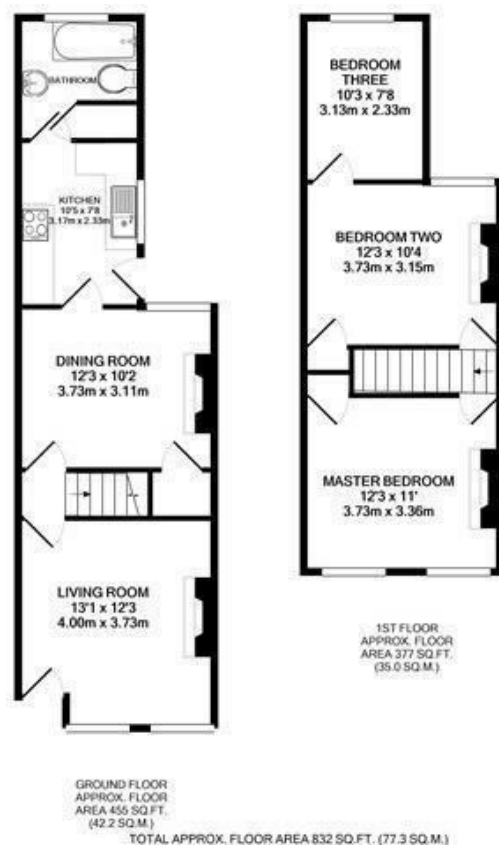 BATHROOM
KITCHEN
10'5 x 7'8
3.17m x 2.33m
DINING ROOM
12'3 x 10'2
3.73m x 3.11m
LIVING ROOM
13'1 x 12'3
4.00m x 3.73m
GROUND FLOOR
APPROX. FLOOR
AREA 455 SQ.FT.
(42.2 SQ.M.)
BEDROOM
THREE
10'3 x 7'8
3.13m x 2.33m
BEDROOM TWO
12'3 x 10'4
3.73m x 3.15m
MASTER BEDROOM
12'3 x 11'
3.73m x 3.36m
1ST FLOOR
APPROX. FLOOR
AREA 377 SQ.FT.
(35.0 SQ.M.)
TOTAL APPROX. FLOOR AREA 832 SQ.FT. (77.3 SQ.M.)